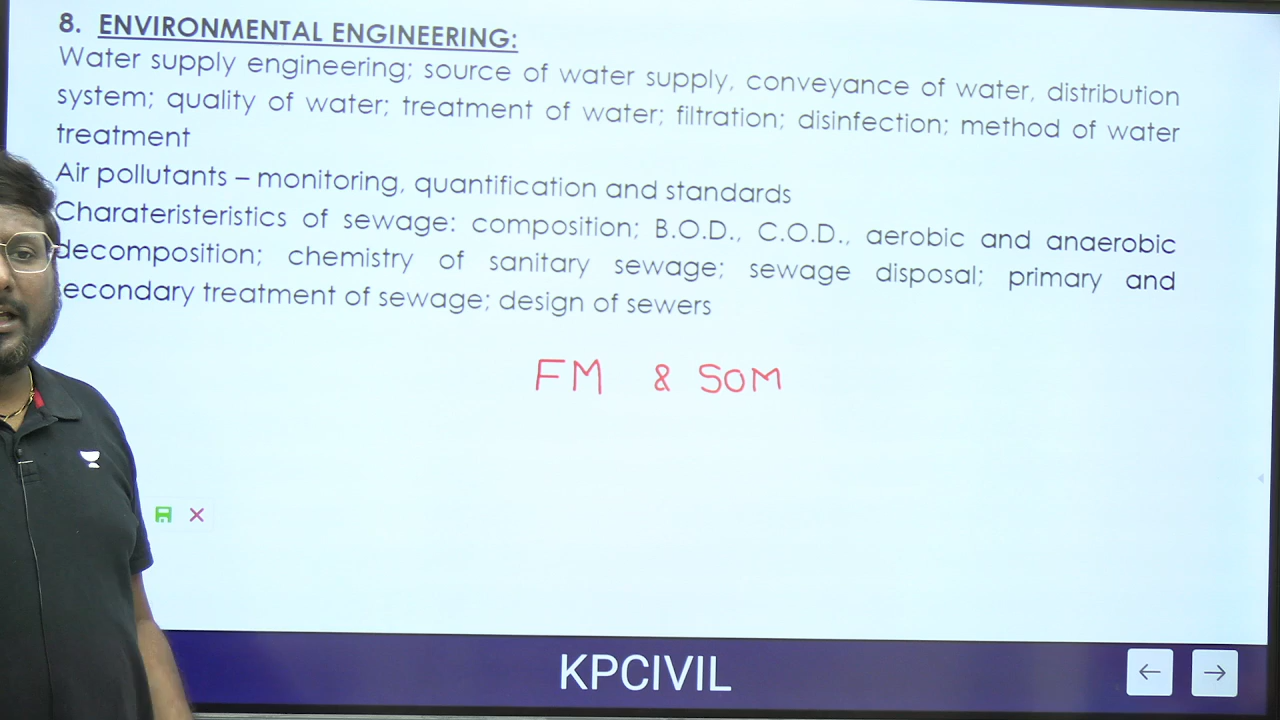 8. ENVIRONMENTAL ENGINEERING:
Water supply engineering; source of water supply, conveyance of water, distribution
system; quality of water; treatment of water; filtration; disinfection; method of water
treatment
Air pollutants – monitoring, quantification and standards
Charateristeristics of sewage: composition; B.O.D., C.O.D., aerobic and anaerobic
decomposition; chemistry of sanitary sewage; sewage disposal; primary and
econdary treatment of sewage; design of sewers
FM & SOM
KPCIVIL